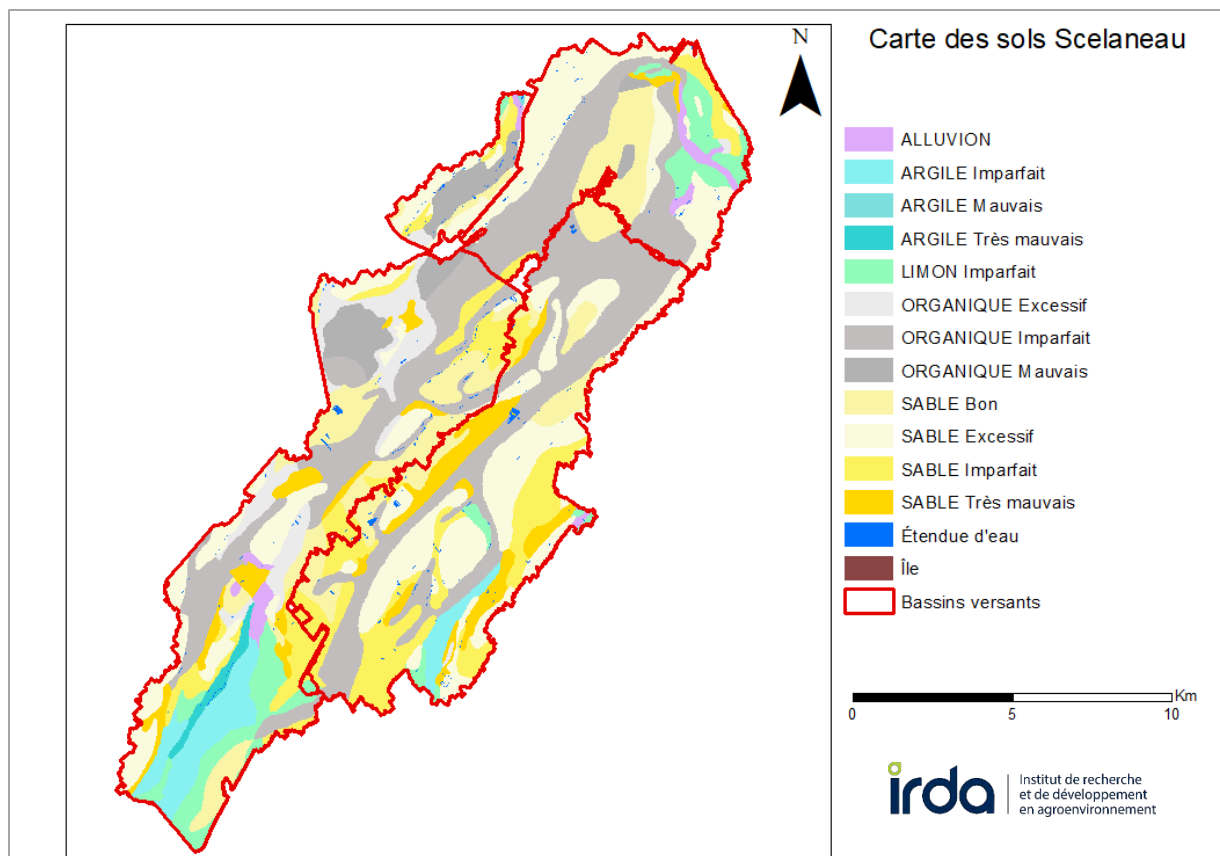 Carte des sols Scelaneau
N
ALLUVION
ARGILE Imparfait
ARGILE Mauvais
ARGILE Très mauvais
LIMON Imparfait
ORGANIQUE Excessif
ORGANIQUE Imparfait
ORGANIQUE Mauvais
SABLE Bon
SABLE Excessif
SABLE Imparfait
SABLE Très mauvais
Étendue d'eau
Île
Bassins versants
Km
0 5 10
irda
Institut de recherche
et de développement
en agroenvironnement